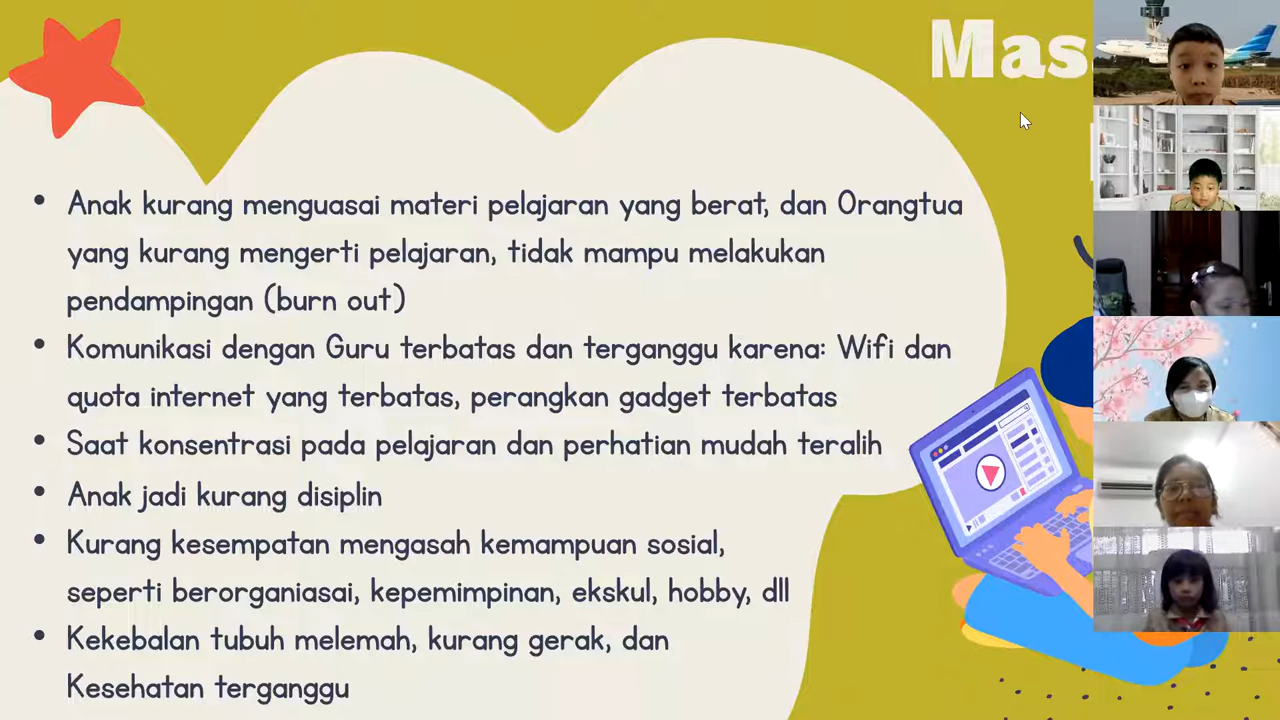 Mas
• Anak kurang menguasai materi pelajaran yang berat, dan Orangtua
yang kurang mengerti pelajaran, tidak mampu melakukan
pendampingan (burn out)
• Komunikasi dengan Guru terbatas dan terganggu karena: Wifi dan
quota internet yang terbatas, perangkan gadget terbatas
• Saat konsentrasi pada pelajaran dan perhatian mudah teralih
• Anak jadi kurang disiplin
• Kurang kesempatan mengasah kemampuan sosial,
seperti berorganiasai, kepemimpinan, ekskul, hobby, dll
• Kekebalan tubuh melemah, kurang gerak, dan
Kesehatan terganggu